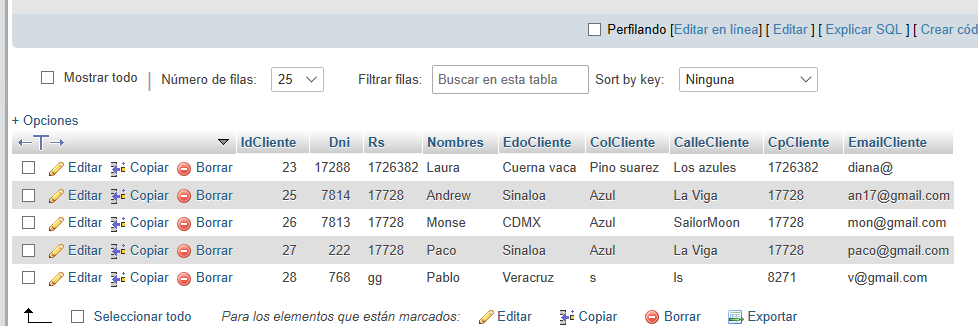 Perfilando [Editar en línea] [ Editar ] [ Explicar SQL ] [ Crear cód
Mostrar todo | Número de filas: 25 Filtrar filas: Buscar en esta tabla Sort by key: Ninguna
+ Opciones
←T→ IdCliente Dni Rs Nombres EdoCliente ColCliente CalleCliente CpCliente EmailCliente
Editar Copiar Borrar 23 17288 1726382 Laura Cuerna vaca Pino suarez Los azules 1726382 diana@
Editar Copiar Borrar 25 7814 17728 Andrew Sinaloa Azul La Viga 17728 an17@gmail.com
Editar Copiar Borrar 26 7813 17728 Monse CDMX Azul SailorMoon 17728 mon@gmail.com
Editar Copiar Borrar 27 222 17728 Paco Sinaloa Azul La Viga 17728 paco@gmail.com
Editar Copiar Borrar 28 768 gg Pablo Veracruz s ls 8271 v@gmail.com
Seleccionar todo Para los elementos que están marcados: Editar Copiar Borrar Exportar